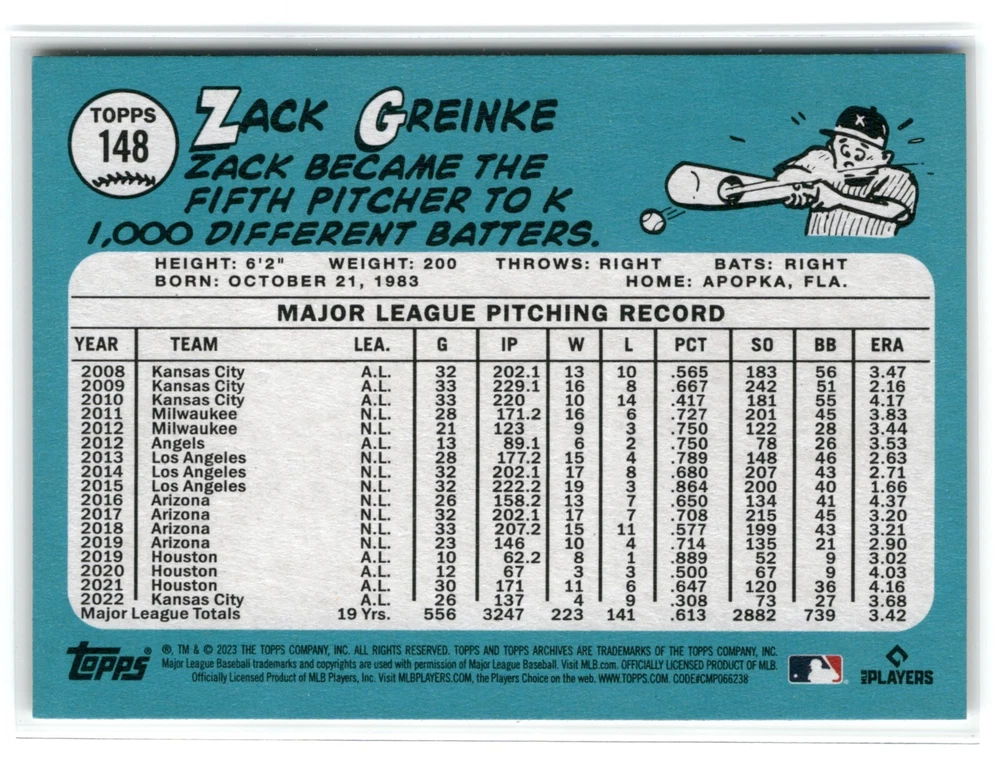 TOPPS
148
ZACK GREINKE
ZACK BECAME THE
FIFTH PITCHER TO K
1,000 DIFFERENT BATTERS.
K
HEIGHT: 6'2" WEIGHT: 200 THROWS: RIGHT BATS: RIGHT
BORN: OCTOBER 21, 1983 HOME: APOPKA, FLA.
MAJOR LEAGUE PITCHING RECORD
YEAR TEAM LEA. G IP W L PCT SO BB ERA
2008 Kansas City A.L. 32 202.1 13 10 .565 183 56 3.47
2009 Kansas City A.L. 33 229.1 16 8 .667 242 51 2.16
2010 Kansas City A.L. 33 220 10 14 .417 181 55 4.17
2011 Milwaukee N.L. 28 171.2 16 6 .727 201 45 3.83
2012 Milwaukee N.L. 21 123 9 3 .750 122 28 3.44
2012 Angels A.L. 13 89.1 6 2 .750 78 26 3.53
2013 Los Angeles N.L. 28 177.2 15 4 .789 148 46 2.63
2014 Los Angeles N.L. 32 202.1 17 8 .680 207 43 2.71
2015 Los Angeles N.L. 32 222.2 19 3 .864 200 40 1.66
2016 Arizona N.L. 26 158.2 13 7 .650 134 41 4.37
2017 Arizona N.L. 32 202.1 17 7 .708 215 45 3.20
2018 Arizona N.L. 33 207.2 15 11 .577 199 43 3.21
2019 Arizona N.L. 23 146 10 4 .714 135 21 2.90
2019 Houston A.L. 10 62.2 8 1 .889 52 9 3.02
2020 Houston A.L. 12 67 3 3 .500 67 9 4.03
2021 Houston A.L. 30 171 11 6 .647 120 36 4.16
2022 Kansas City A.L. 26 137 4 9 .308 73 27 3.68
Major League Totals 19 Yrs. 556 3247 223 141 .613 2882 739 3.42
topps®
®, TM & © 2023 THE TOPPS COMPANY, INC. ALL RIGHTS RESERVED. TOPPS AND TOPPS ARCHIVES ARE TRADEMARKS OF THE TOPPS COMPANY, INC.
Major League Baseball trademarks and copyrights are used with permission of Major League Baseball. Visit MLB.com. OFFICIALLY LICENSED PRODUCT OF MLB.
Officially Licensed Product of MLB Players, Inc. Visit MLBPLAYERS.COM, the Players Choice on the web. WWW.TOPPS.COM. CODE#CMP066238
MLB PLAYERS